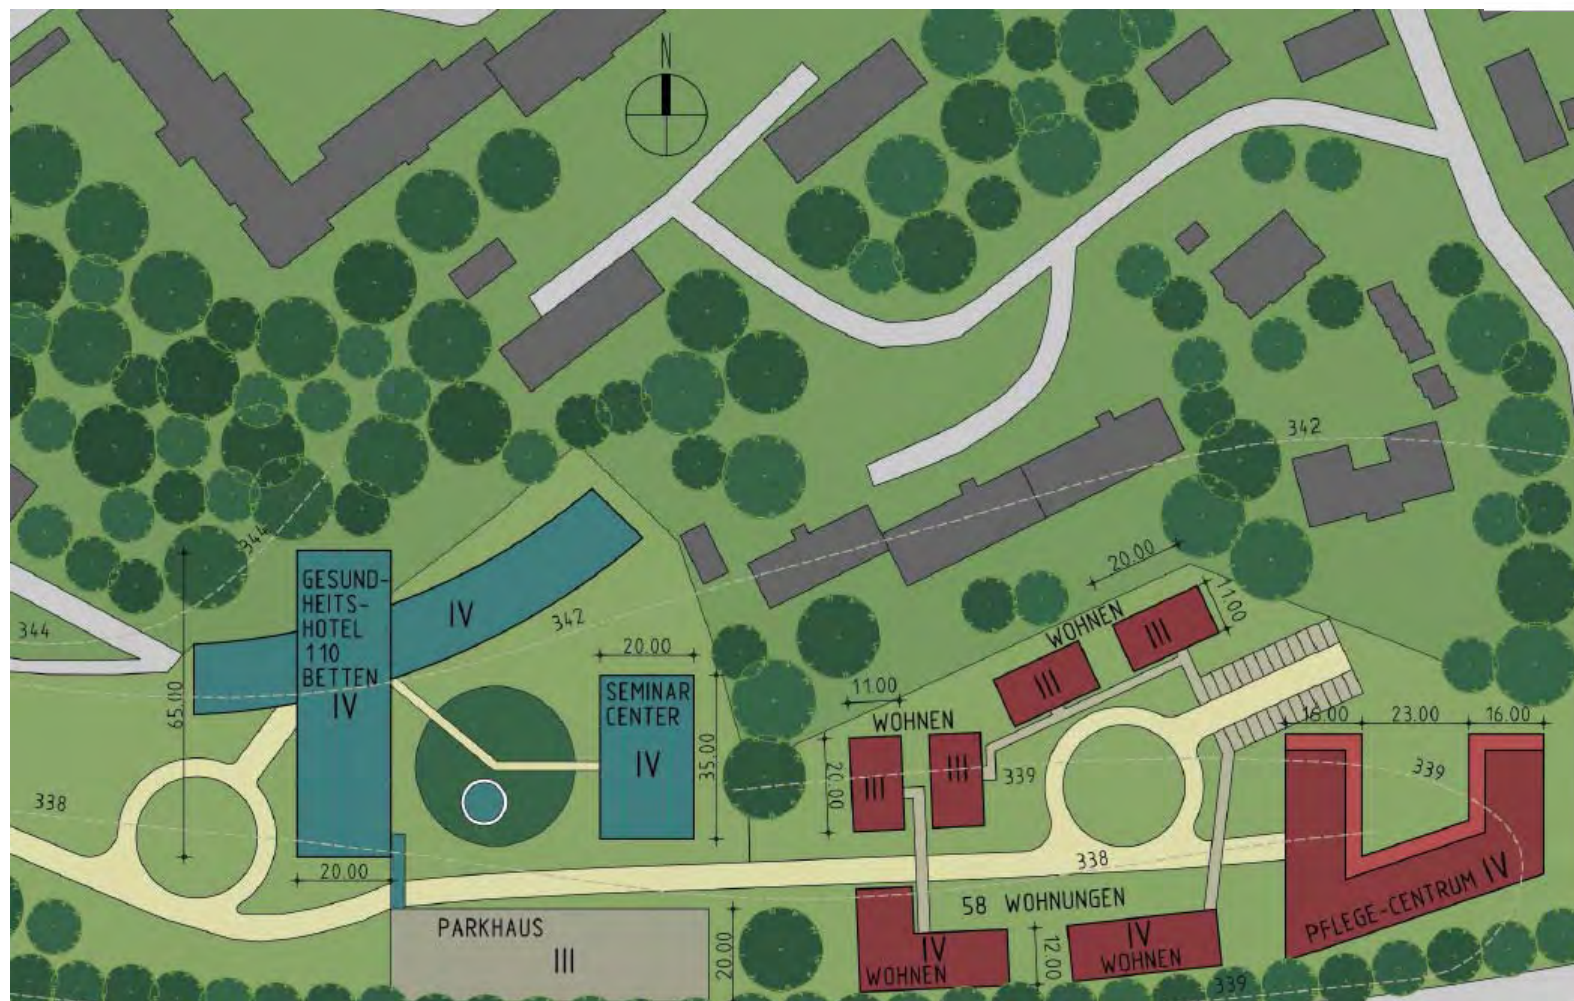 N
342
344
344
GESUND-
HEITS-
HOTEL
110
BETTEN
IV
IV
342
65.00
20.00
20.00
SEMINAR
CENTER
IV
35.00
338
PARKHAUS
III
20.00
20.00
11.00
WOHNEN
III
III
11.00
WOHNEN
III
III
20.00
339
338
58 WOHNUNGEN
IV
WOHNEN
12.00
IV
WOHNEN
339
16.00
23.00
16.00
339
PFLEGE-CENTRUM IV